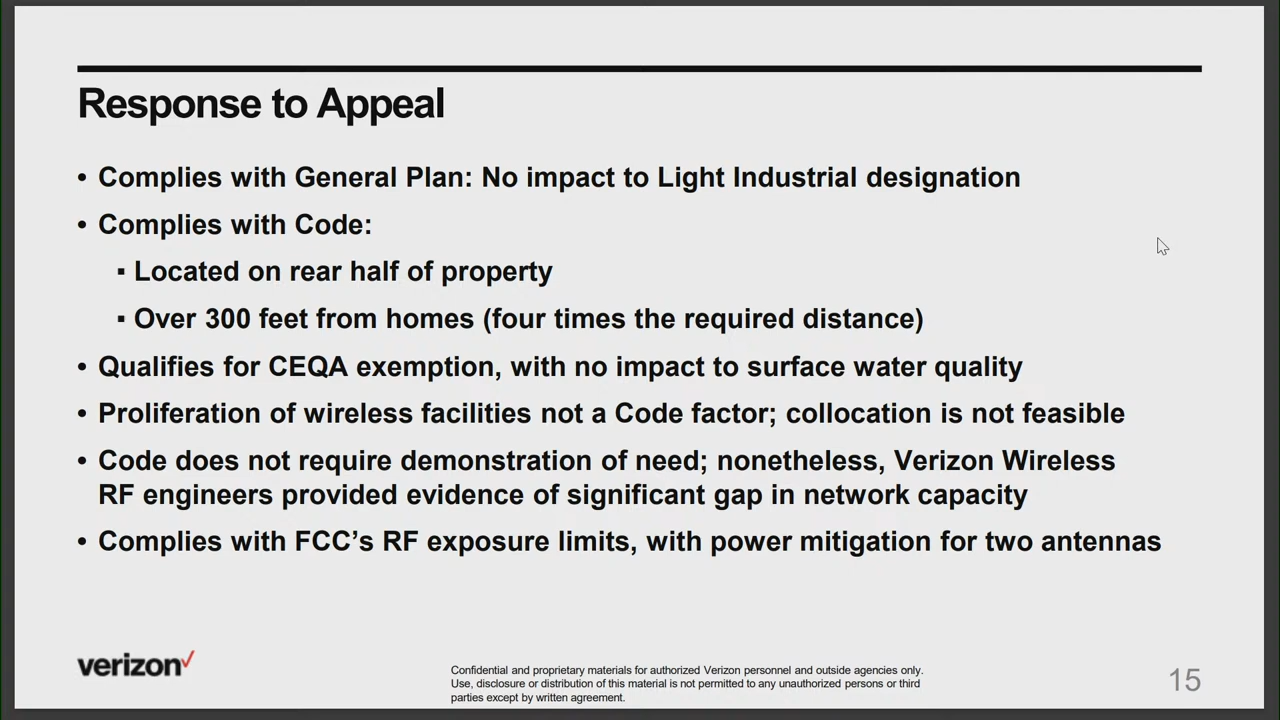 Response to Appeal
• Complies with General Plan: No impact to Light Industrial designation
• Complies with Code:
▪ Located on rear half of property
▪ Over 300 feet from homes (four times the required distance)
• Qualifies for CEQA exemption, with no impact to surface water quality
• Proliferation of wireless facilities not a Code factor; collocation is not feasible
• Code does not require demonstration of need; nonetheless, Verizon Wireless
RF engineers provided evidence of significant gap in network capacity
• Complies with FCC’s RF exposure limits, with power mitigation for two antennas
verizon
Confidential and proprietary materials for authorized Verizon personnel and outside agencies only.
Use, disclosure or distribution of this material is not permitted to any unauthorized persons or third
parties except by written agreement.
15